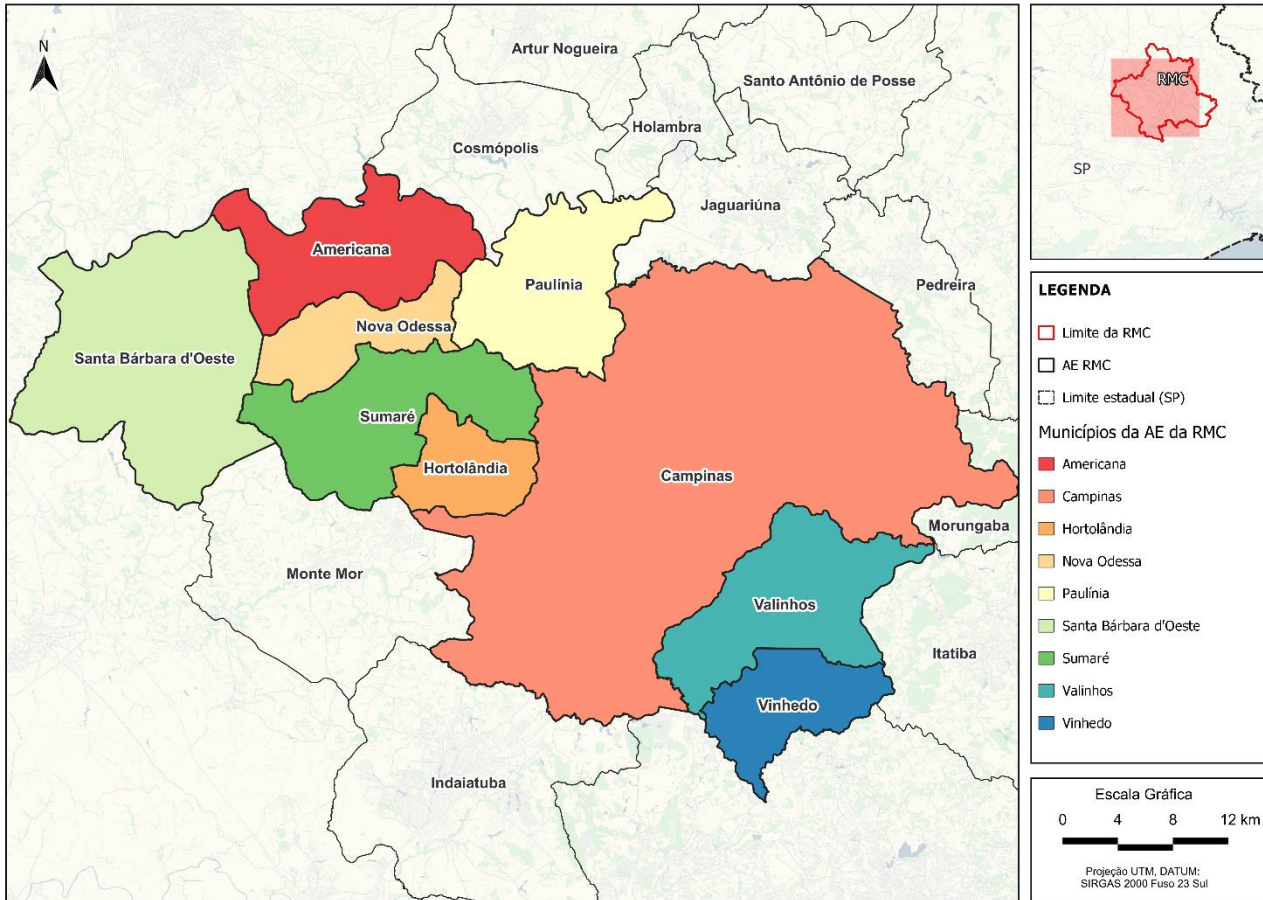 N
Artur Nogueira
Santo Antônio de Posse
Holambra
Cosmópolis
Jaguariúna
Americana
Paulínia
Pedreira
Nova Odessa
Santa Bárbara d'Oeste
Sumaré
Hortolândia
Campinas
Morungaba
Monte Mor
Valinhos
Itatiba
Vinhedo
Indaiatuba
RMC
SP
LEGENDA
Limite da RMC
AE RMC
Limite estadual (SP)
Municípios da AE da RMC
Americana
Campinas
Hortolândia
Nova Odessa
Paulínia
Santa Bárbara d'Oeste
Sumaré
Valinhos
Vinhedo
Escala Gráfica
0 4 8 12 km
Projeção UTM, DATUM:
SIRGAS 2000 Fuso 23 Sul